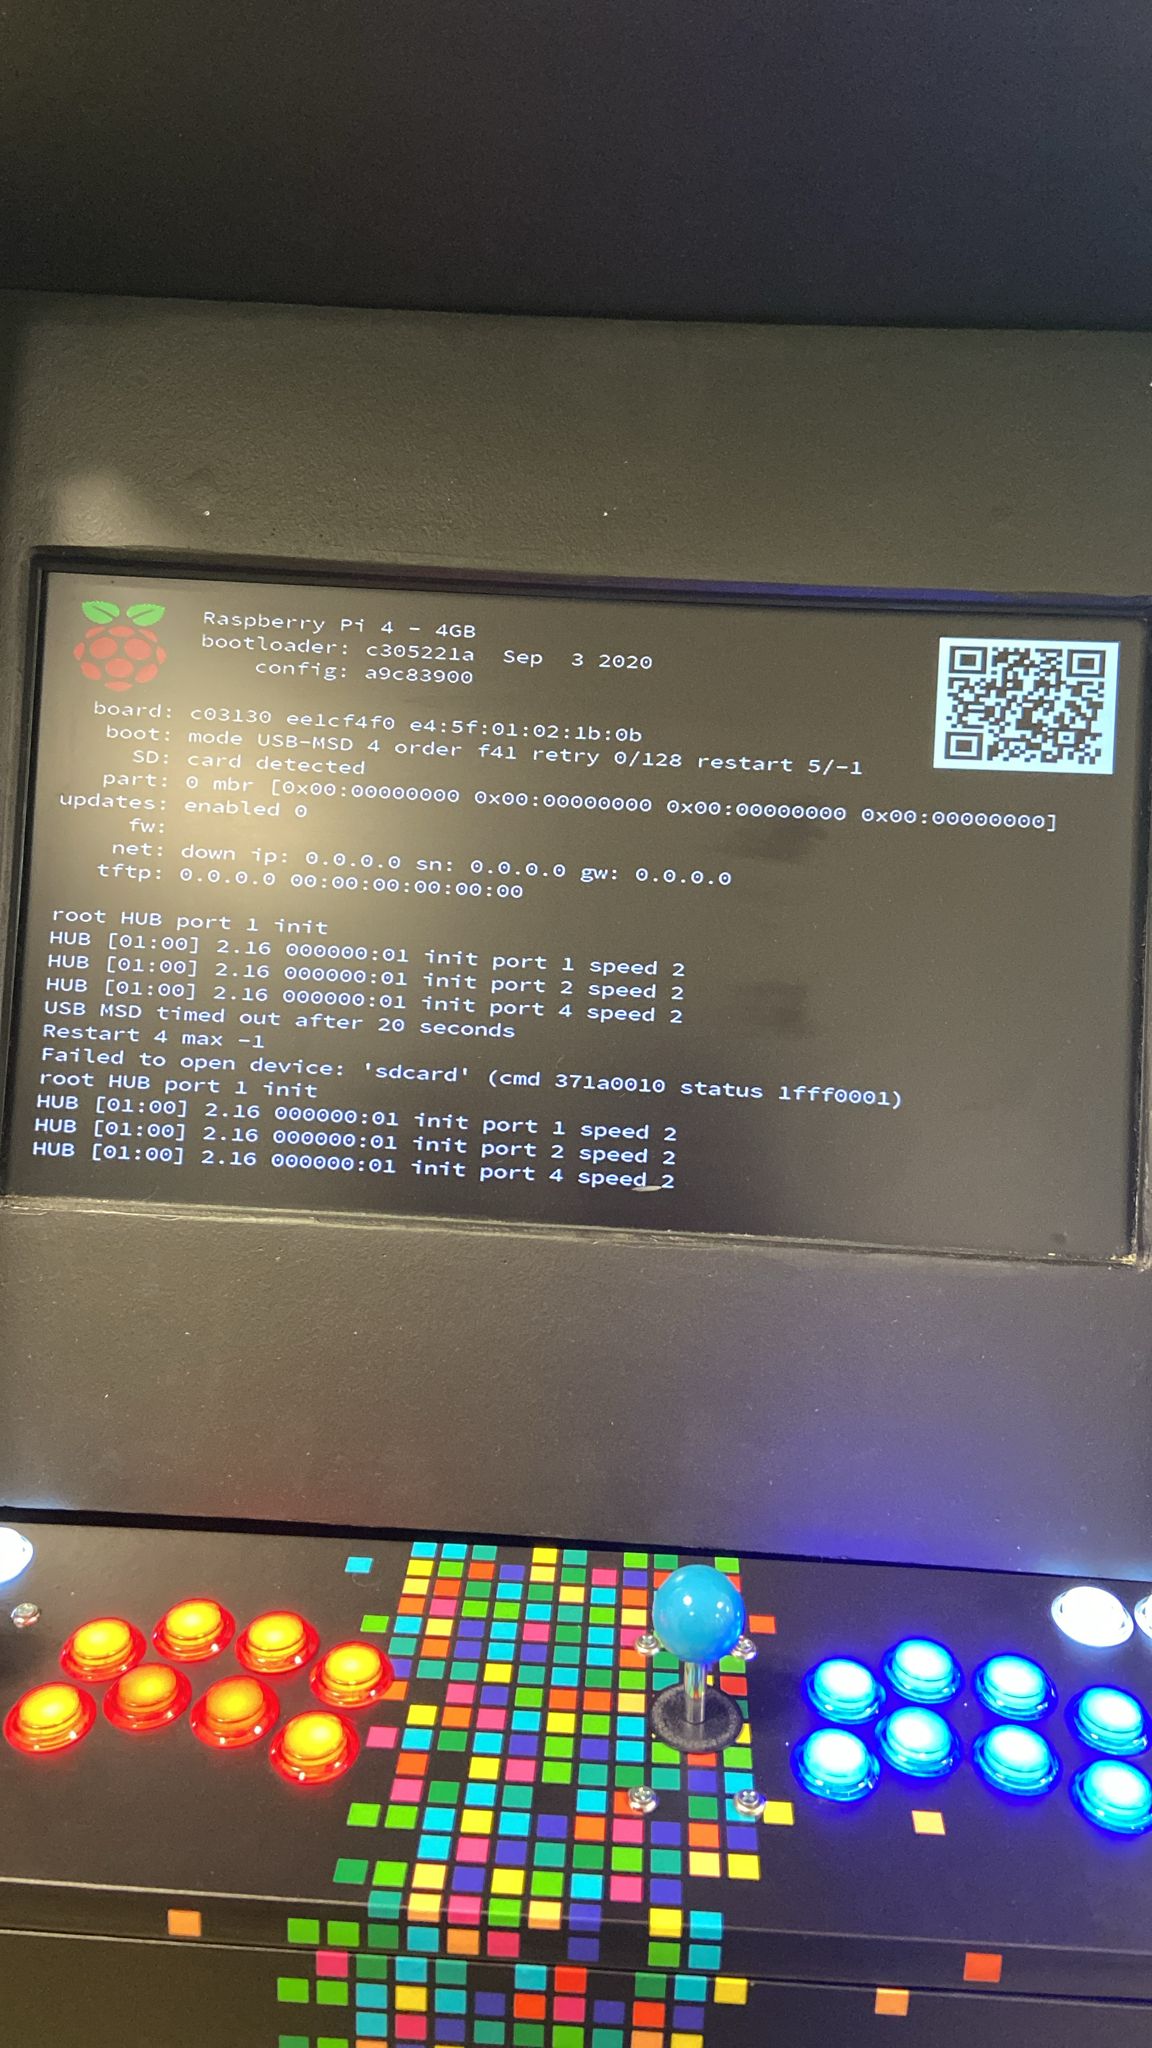 Raspberry Pi 4 - 4GB
bootloader: c305221a Sep 3 2020
config: a9c83900
board: c03130 ee1cf4f0 e4:5f:01:02:1b:0b
boot: mode USB-MSD 4 order f41 retry 0/128 restart 5/-1
SD: card detected
part: 0 mbr [0x00:00000000 0x00:00000000 0x00:00000000 0x00:00000000]
updates: enabled 0
fw:
net: down ip: 0.0.0.0 sn: 0.0.0.0 gw: 0.0.0.0
tftp: 0.0.0.0 00:00:00:00:00:00
root HUB port 1 init
HUB [01:00] 2.16 000000:01 init port 1 speed 2
HUB [01:00] 2.16 000000:01 init port 2 speed 2
HUB [01:00] 2.16 000000:01 init port 4 speed 2
USB MSD timed out after 20 seconds
Restart 4 max -1
Failed to open device: 'sdcard' (cmd 371a0010 status 1fff0001)
root HUB port 1 init
HUB [01:00] 2.16 000000:01 init port 1 speed 2
HUB [01:00] 2.16 000000:01 init port 2 speed 2
HUB [01:00] 2.16 000000:01 init port 4 speed 2